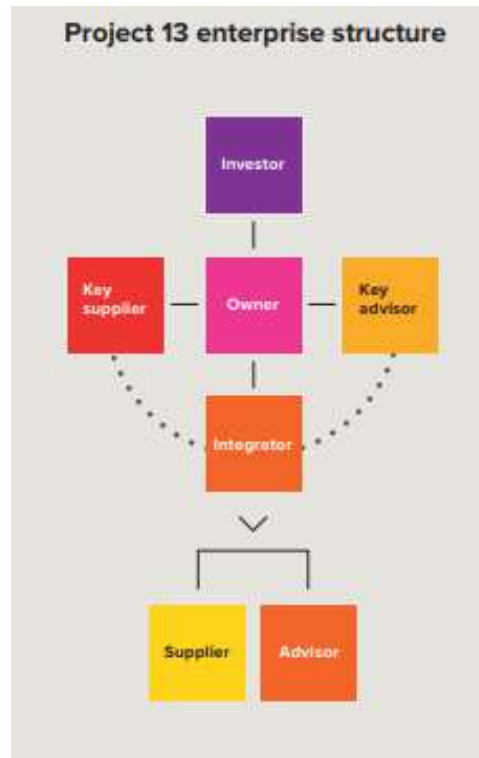 Project 13 enterprise structure
Investor
Key
supplier
Owner
Key
advisor
Integrator
Supplier
Advisor